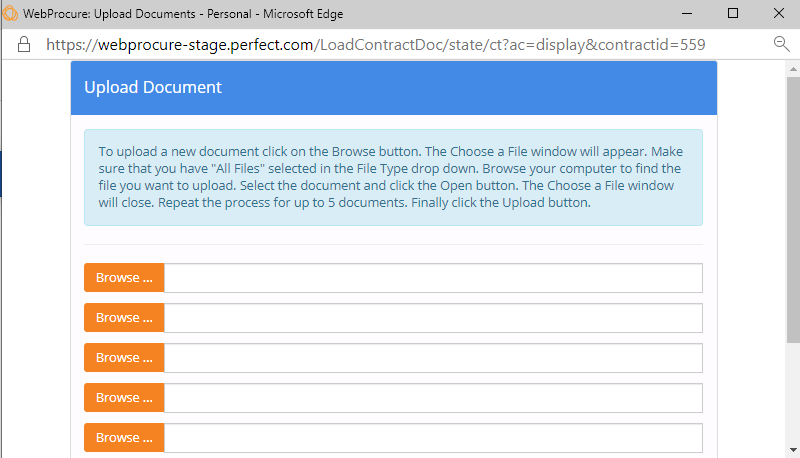 WebProcure: Upload Documents - Personal - Microsoft Edge
https://webprocure-stage.perfect.com/LoadContractDoc/state/ct?ac=display&contractid=559
Upload Document
To upload a new document click on the Browse button. The Choose a File window will appear. Make
sure that you have "All Files" selected in the File Type drop down. Browse your computer to find the
file you want to upload. Select the document and click the Open button. The Choose a File window
will close. Repeat the process for up to 5 documents. Finally click the Upload button.
Browse ...
Browse ...
Browse ...
Browse ...
Browse ...